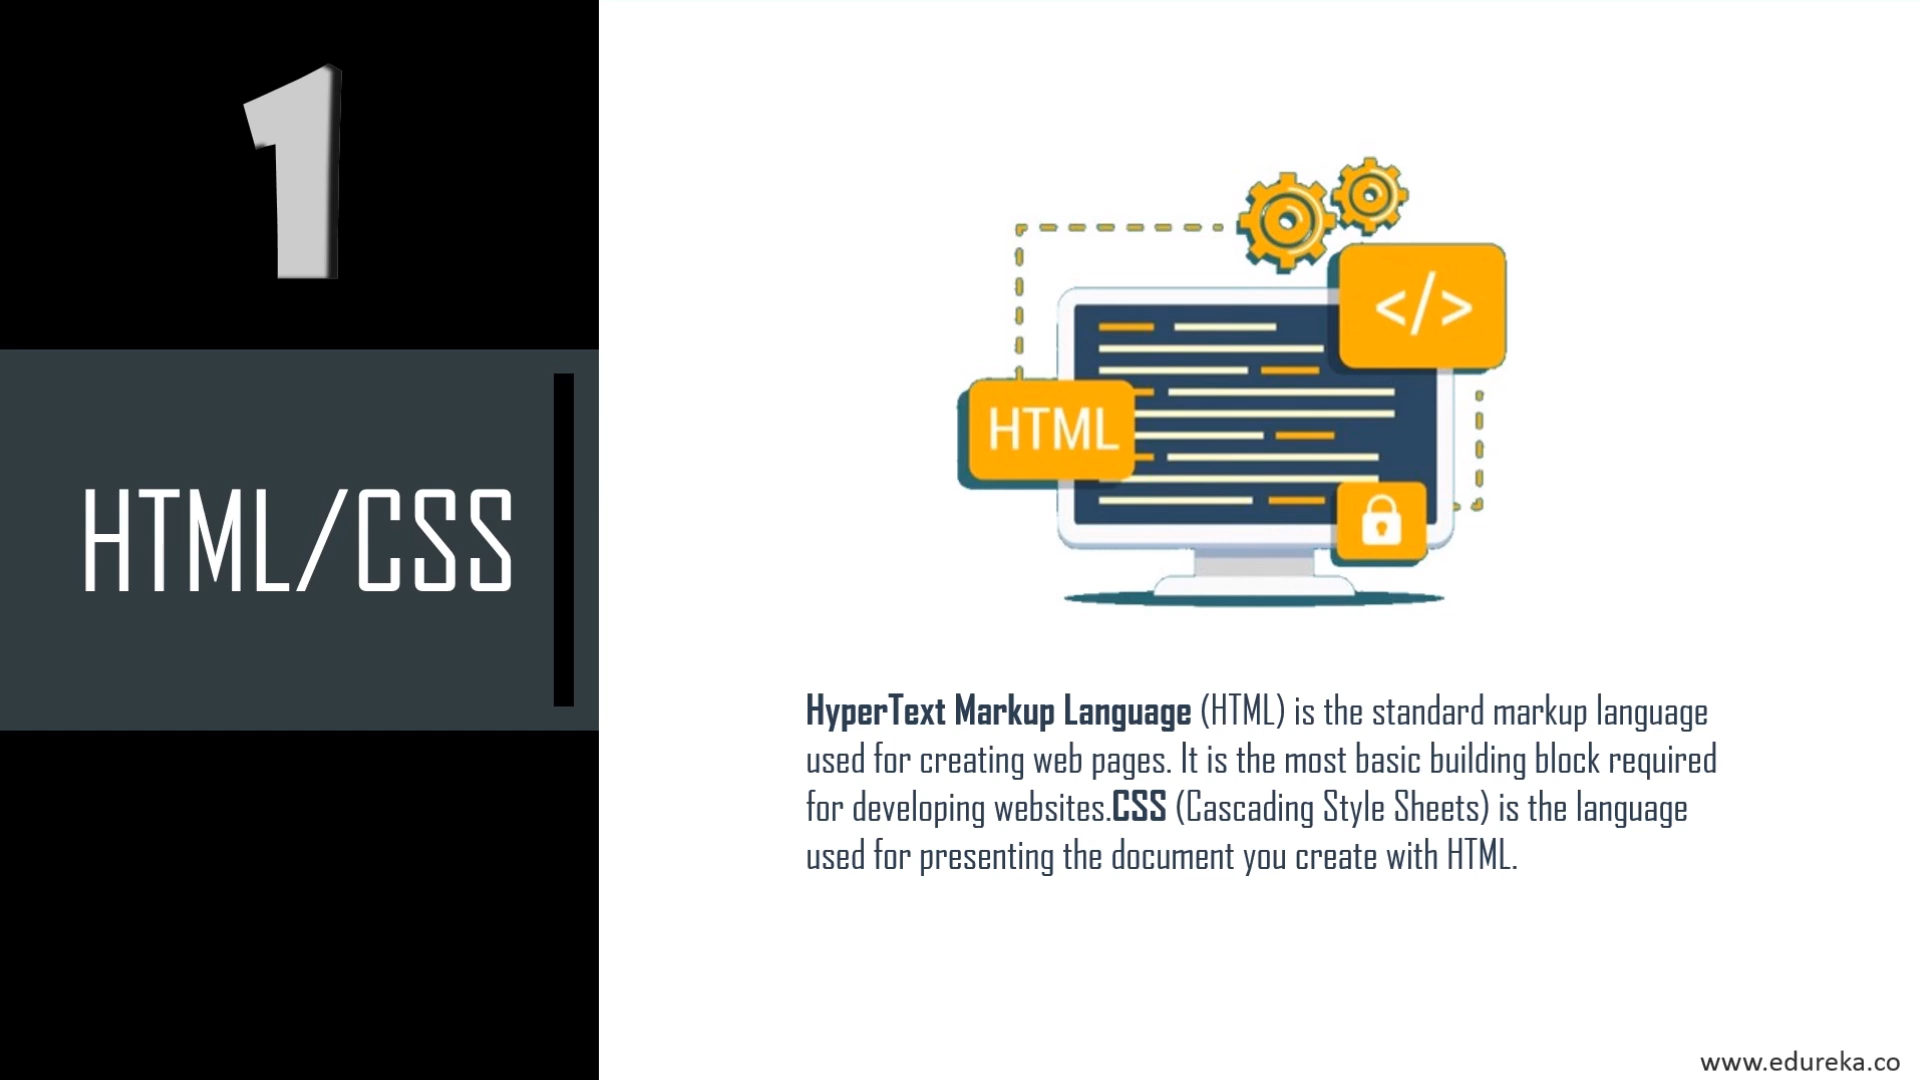 1
HTML/CSS
</>
HTML
HyperText Markup Language (HTML) is the standard markup language
used for creating web pages. It is the most basic building block required
for developing websites.CSS (Cascading Style Sheets) is the language
used for presenting the document you create with HTML.
www.edureka.co